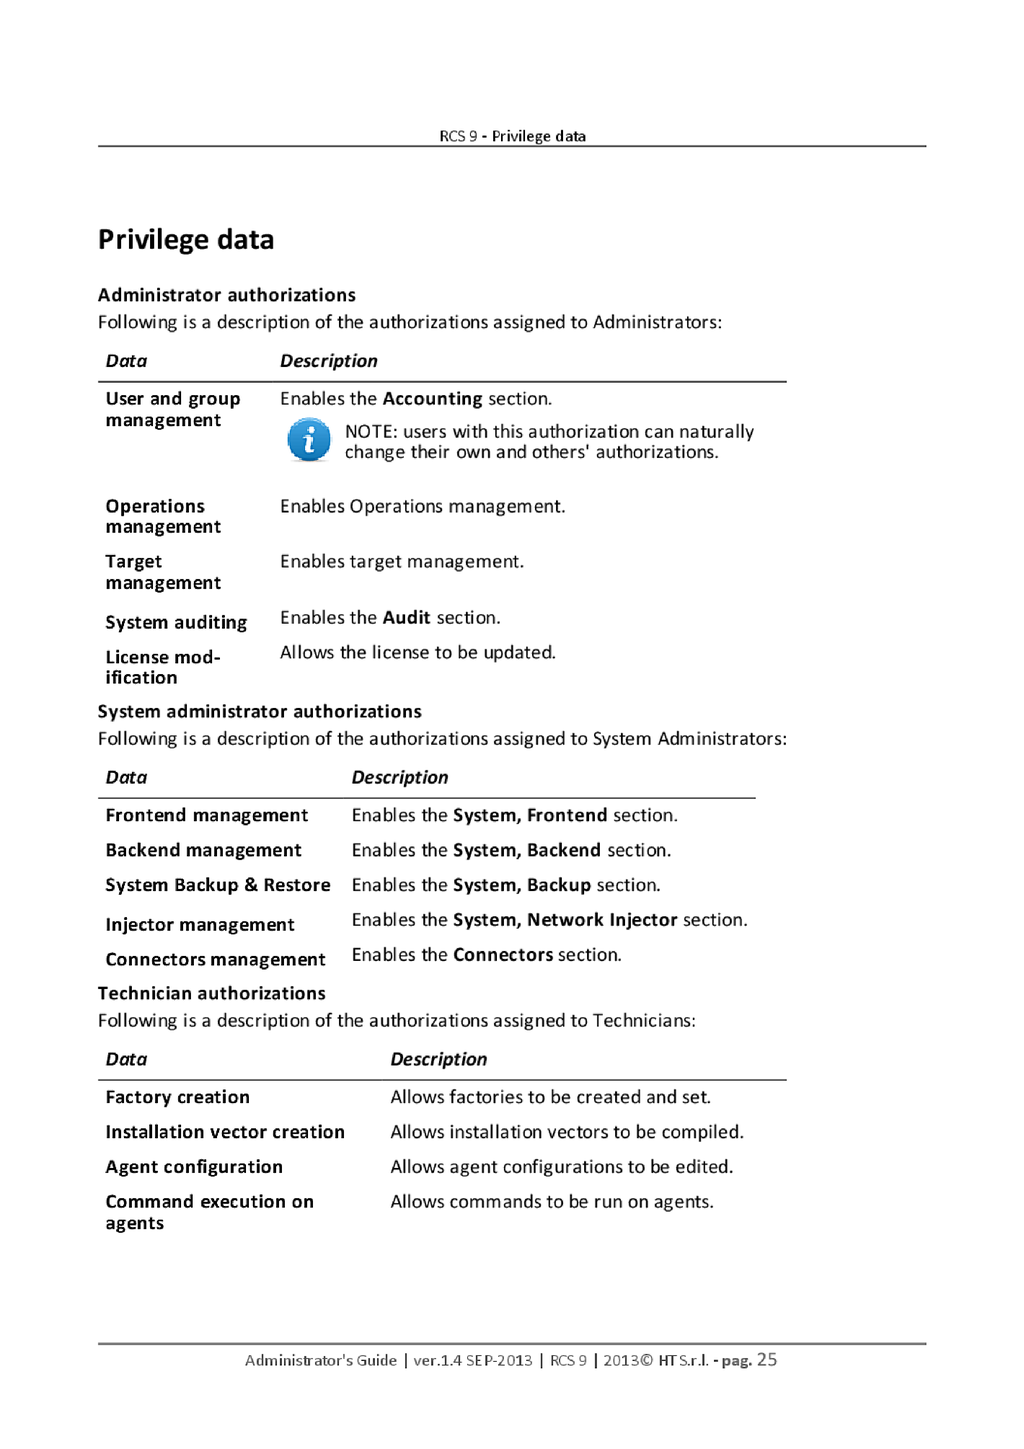 RCS 9 - Privilege data
Privilege data
Administrator authorizations
Following is a description of the authorizations assigned to Administrators:
Data Description
User and group Enables the Accounting section.
management
NOTE: users with this authorization can naturally
change their own and others' authorizations.
Operations Enables Operations management.
management
Target Enables target management.
management
System auditing Enables the Audit section.
License mod- Allows the license to be updated.
ification
System administrator authorizations
Following is a description of the authorizations assigned to System Administrators:
Data Description
Frontend management Enables the System, Frontend section.
Backend management Enables the System, Backend section.
System Backup & Restore Enables the System, Backup section.
Injector management Enables the System, Network Injector section.
Connectors management Enables the Connectors section.
Technician authorizations
Following is a description of the authorizations assigned to Technicians:
Data Description
Factory creation Allows factories to be created and set.
Installation vector creation Allows installation vectors to be compiled.
Agent configuration Allows agent configurations to be edited.
Command execution on Allows commands to be run on agents.
agents
Administrator's Guide | ver.1.4 SEP-2013 | RCS 9 | 2013© HT S.r.l. - pag. 25